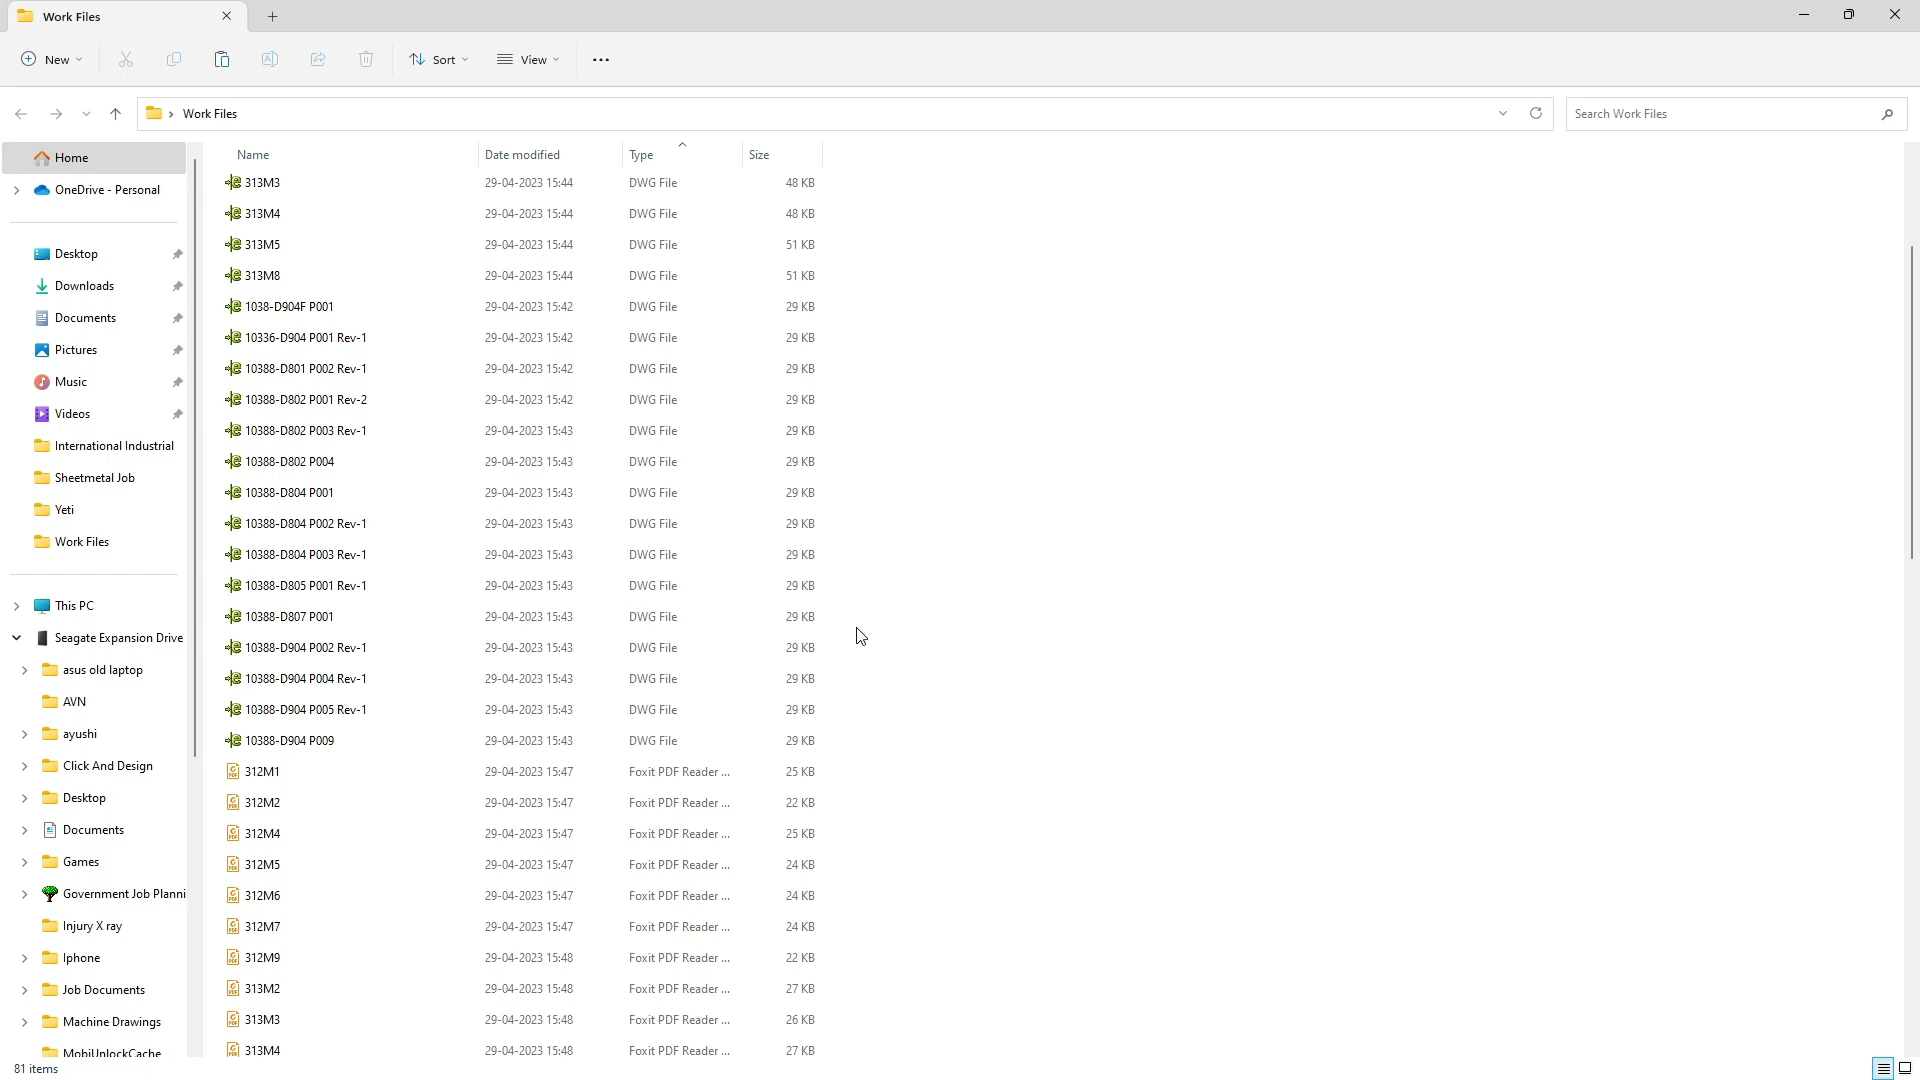 Work Files
New
Sort
View
Work Files
Search Work Files
Home
OneDrive - Personal
Desktop
Downloads
Documents
Pictures
Music
Videos
International Industrial
Sheetmetal Job
Yeti
Work Files
This PC
Seagate Expansion Drive
asus old laptop
AVN
ayushi
Click And Design
Desktop
Documents
Games
Government Job Planni
Injury X ray
Iphone
Job Documents
Machine Drawings
MobiUnlockCache
Name Date modified Type Size
313M3 29-04-2023 15:44 DWG File 48 KB
313M4 29-04-2023 15:44 DWG File 48 KB
313M5 29-04-2023 15:44 DWG File 51 KB
313M8 29-04-2023 15:44 DWG File 51 KB
1038-D904F P001 29-04-2023 15:42 DWG File 29 KB
10336-D904 P001 Rev-1 29-04-2023 15:42 DWG File 29 KB
10388-D801 P002 Rev-1 29-04-2023 15:42 DWG File 29 KB
10388-D802 P001 Rev-2 29-04-2023 15:42 DWG File 29 KB
10388-D802 P003 Rev-1 29-04-2023 15:43 DWG File 29 KB
10388-D802 P004 29-04-2023 15:43 DWG File 29 KB
10388-D804 P001 29-04-2023 15:43 DWG File 29 KB
10388-D804 P002 Rev-1 29-04-2023 15:43 DWG File 29 KB
10388-D804 P003 Rev-1 29-04-2023 15:43 DWG File 29 KB
10388-D805 P001 Rev-1 29-04-2023 15:43 DWG File 29 KB
10388-D807 P001 29-04-2023 15:43 DWG File 29 KB
10388-D904 P002 Rev-1 29-04-2023 15:43 DWG File 29 KB
10388-D904 P004 Rev-1 29-04-2023 15:43 DWG File 29 KB
10388-D904 P005 Rev-1 29-04-2023 15:43 DWG File 29 KB
10388-D904 P009 29-04-2023 15:43 DWG File 29 KB
312M1 29-04-2023 15:47 Foxit PDF Reader ... 25 KB
312M2 29-04-2023 15:47 Foxit PDF Reader ... 22 KB
312M4 29-04-2023 15:47 Foxit PDF Reader ... 25 KB
312M5 29-04-2023 15:47 Foxit PDF Reader ... 24 KB
312M6 29-04-2023 15:47 Foxit PDF Reader ... 24 KB
312M7 29-04-2023 15:47 Foxit PDF Reader ... 24 KB
312M9 29-04-2023 15:48 Foxit PDF Reader ... 22 KB
313M2 29-04-2023 15:48 Foxit PDF Reader ... 27 KB
313M3 29-04-2023 15:48 Foxit PDF Reader ... 26 KB
313M4 29-04-2023 15:48 Foxit PDF Reader ... 27 KB
81 items